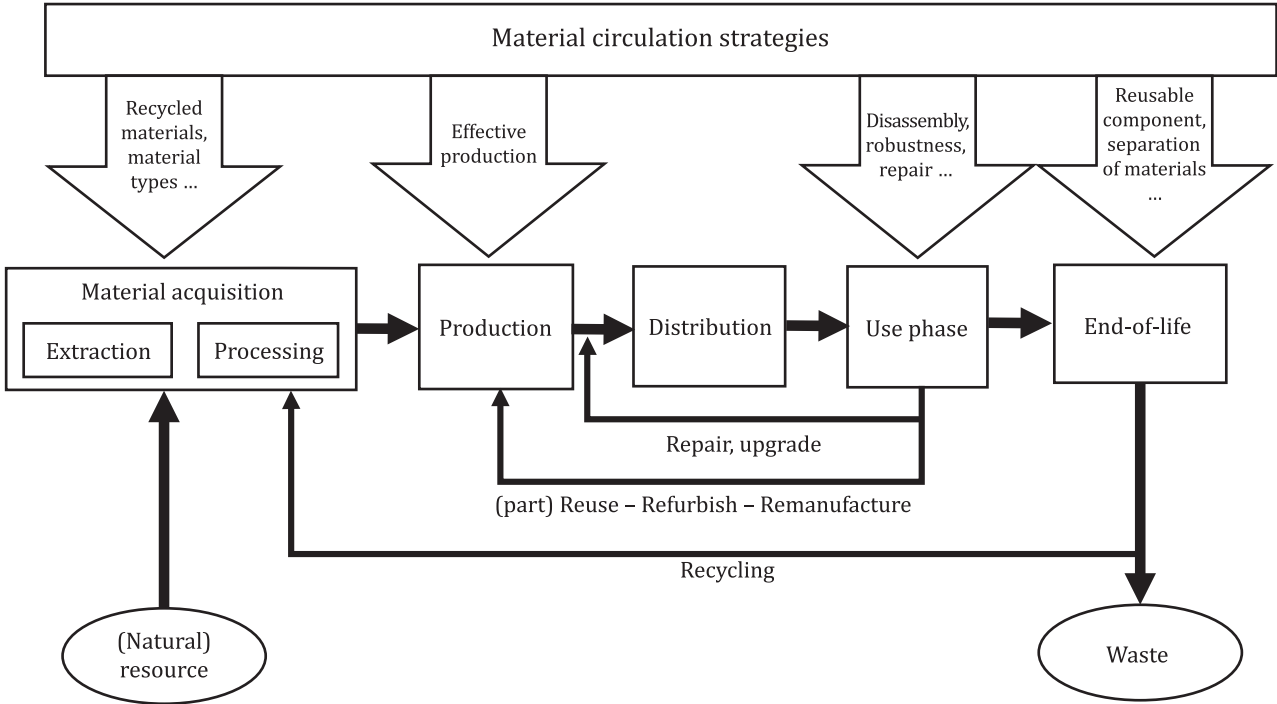 Material circulation strategies
Recycled
materials,
material
types ...
Effective
production
Disassembly,
robustness,
repair ...
Reusable
component,
separation
of materials
...
Material acquisition
Extraction
Processing
Production
Distribution
Use phase
End-of-life
Repair, upgrade
(part) Reuse – Refurbish – Remanufacture
Recycling
(Natural)
resource
Waste